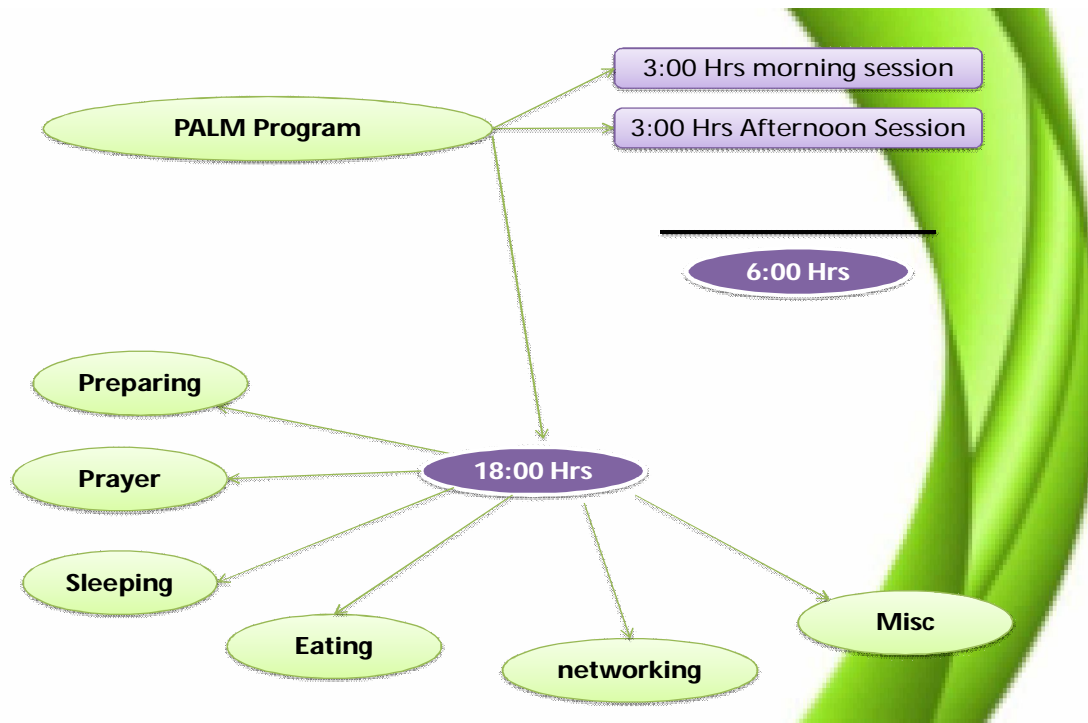 3:00 Hrs morning session
PALM Program
3:00 Hrs Afternoon Session
6:00 Hrs
Preparing
18:00 Hrs
Prayer
Sleeping
Eating
networking
Misc